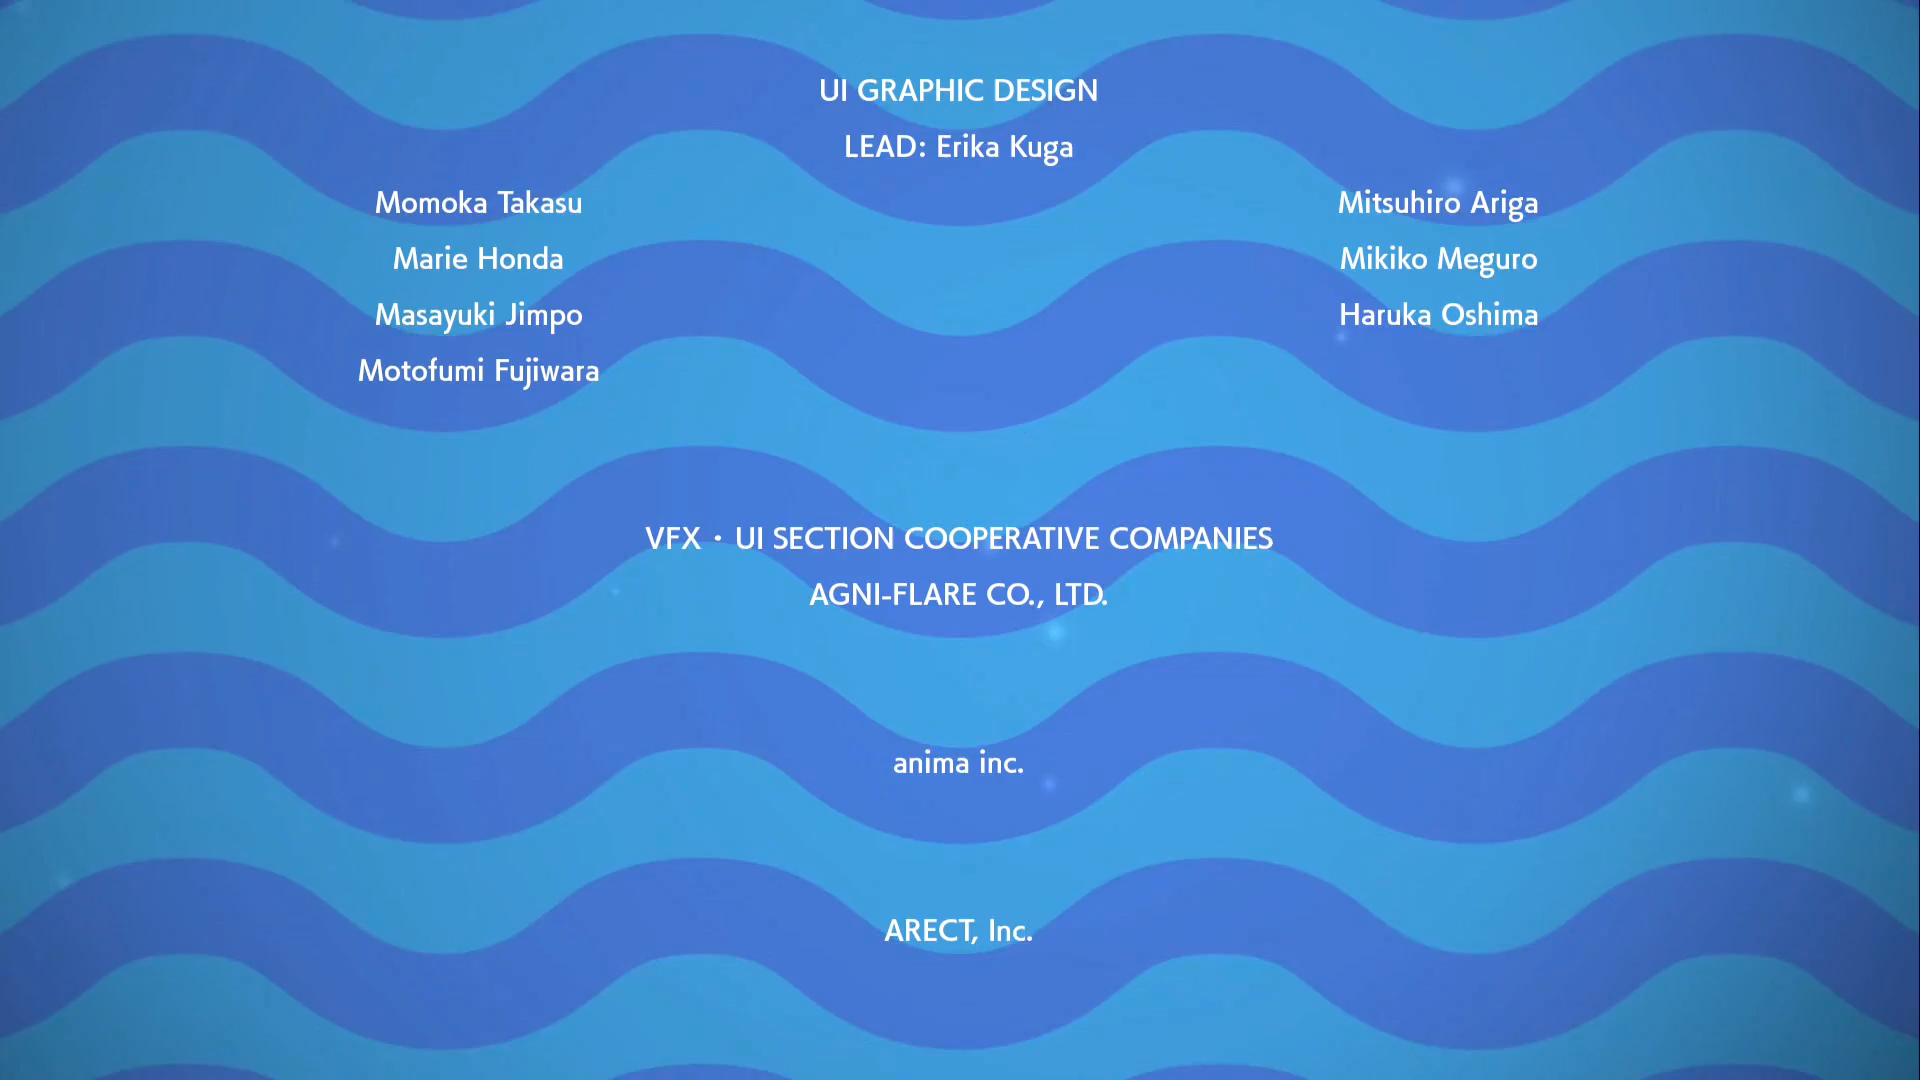 UI GRAPHIC DESIGN
LEAD: Erika Kuga
Momoka Takasu
Mitsuhiro Ariga
Marie Honda
Mikiko Meguro
Masayuki Jimpo
Haruka Oshima
Motofumi Fujiwara
VFX・UI SECTION COOPERATIVE COMPANIES
AGNI-FLARE CO., LTD.
anima inc.
ARECT, Inc.